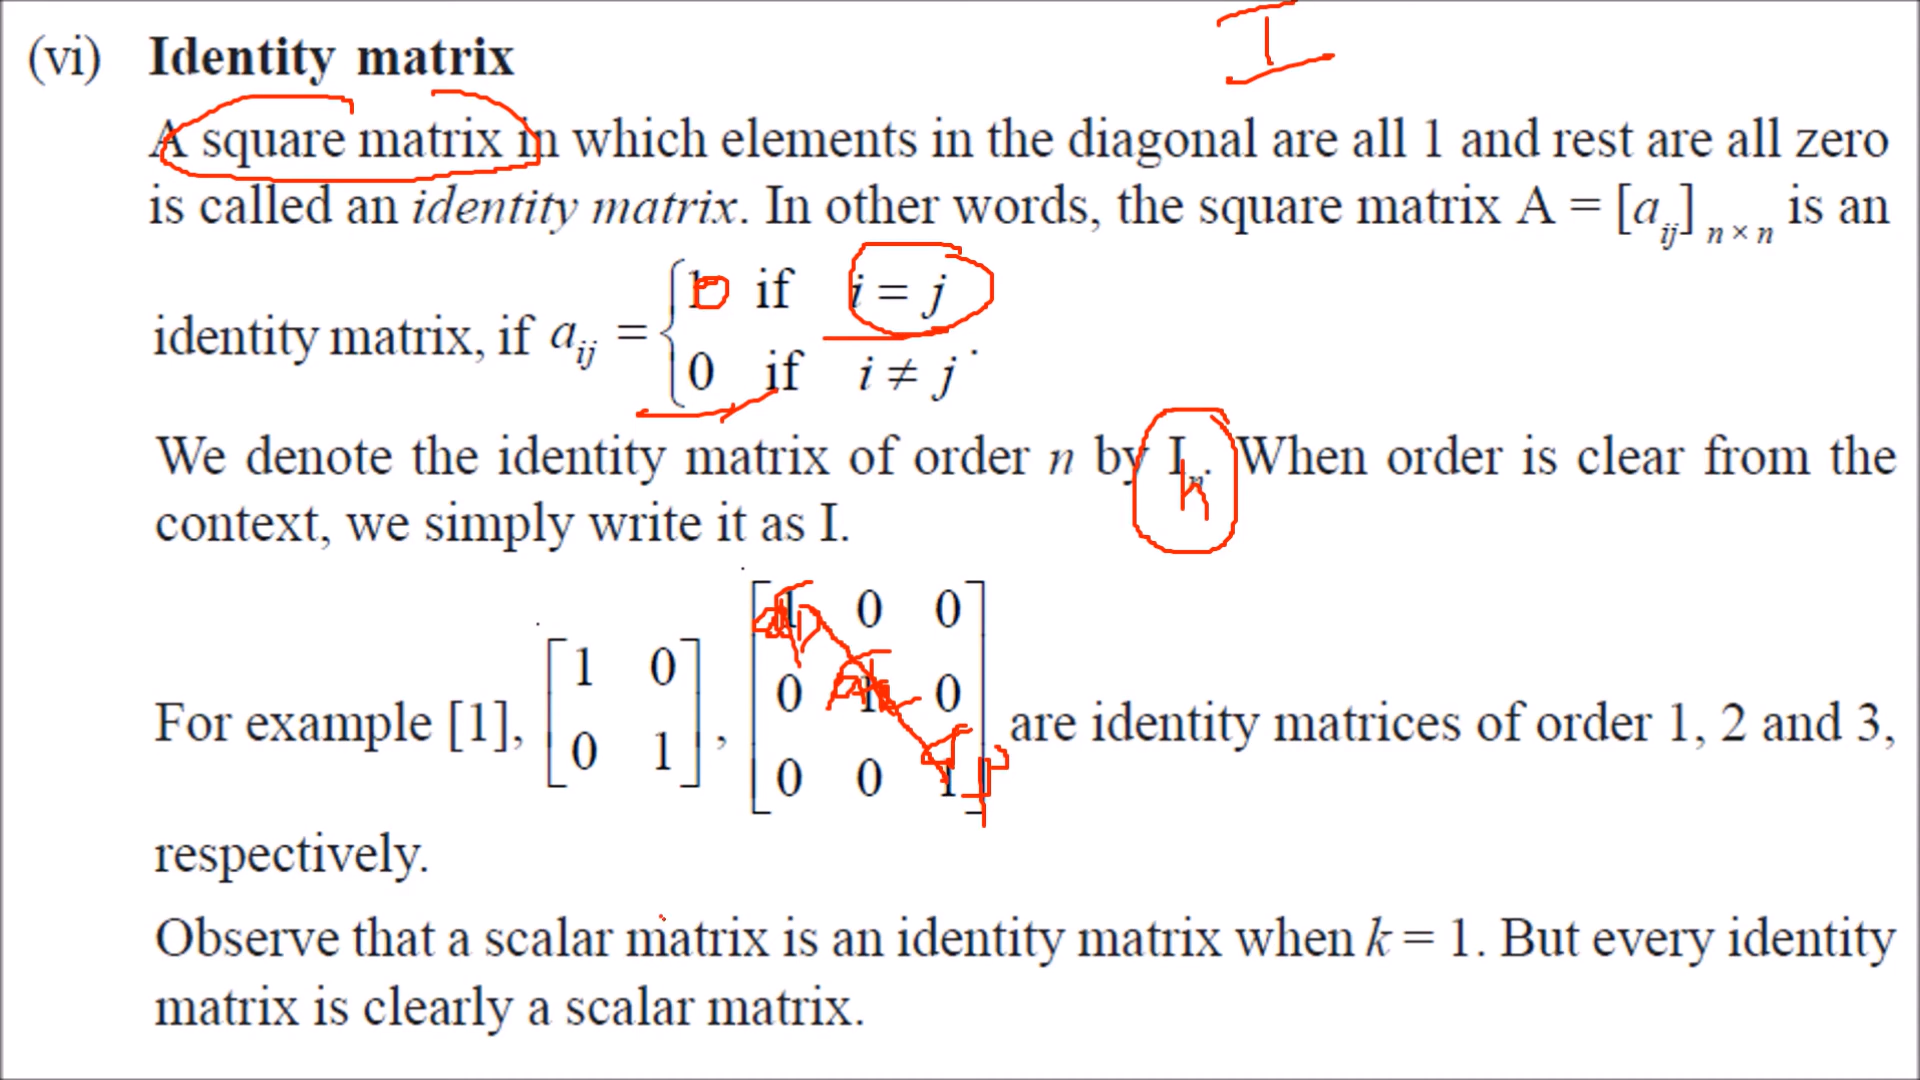 I
(vi) Identity matrix
A square matrix in which elements in the diagonal are all 1 and rest are all zero
is called an identity matrix. In other words, the square matrix A = [a_ij]_n × n is an
identity matrix, if a_ij = { 1 if i = j
0 if i ≠ j .
We denote the identity matrix of order n by I_n. When order is clear from the
context, we simply write it as I.
For example [1], [1 0
0 1], [1 0 0
0 1 0
0 0 1] are identity matrices of order 1, 2 and 3,
respectively.
Observe that a scalar matrix is an identity matrix when k = 1. But every identity
matrix is clearly a scalar matrix.